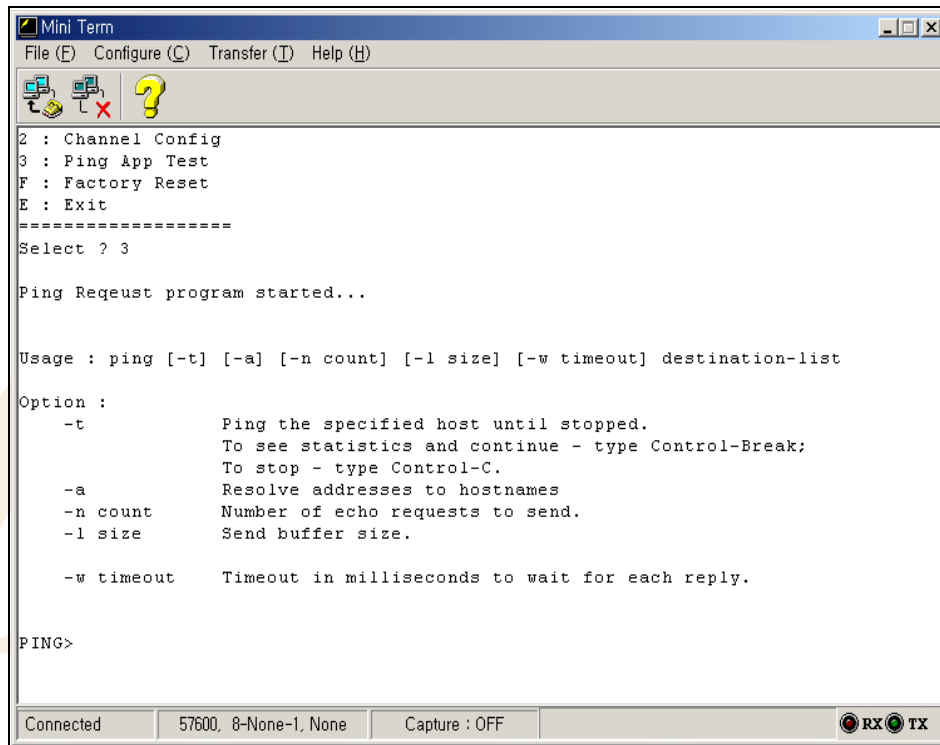 Mini Term
File (F) Configure (C) Transfer (T) Help (H)
2 : Channel Config
3 : Ping App Test
F : Factory Reset
E : Exit
===================
Select ? 3
Ping Reqeust program started...
Usage : ping [-t] [-a] [-n count] [-l size] [-w timeout] destination-list
Option :
-t Ping the specified host until stopped.
To see statistics and continue - type Control-Break;
To stop - type Control-C.
-a Resolve addresses to hostnames
-n count Number of echo requests to send.
-l size Send buffer size.
-w timeout Timeout in milliseconds to wait for each reply.
PING>
Connected 57600, 8-None-1, None Capture : OFF RX TX